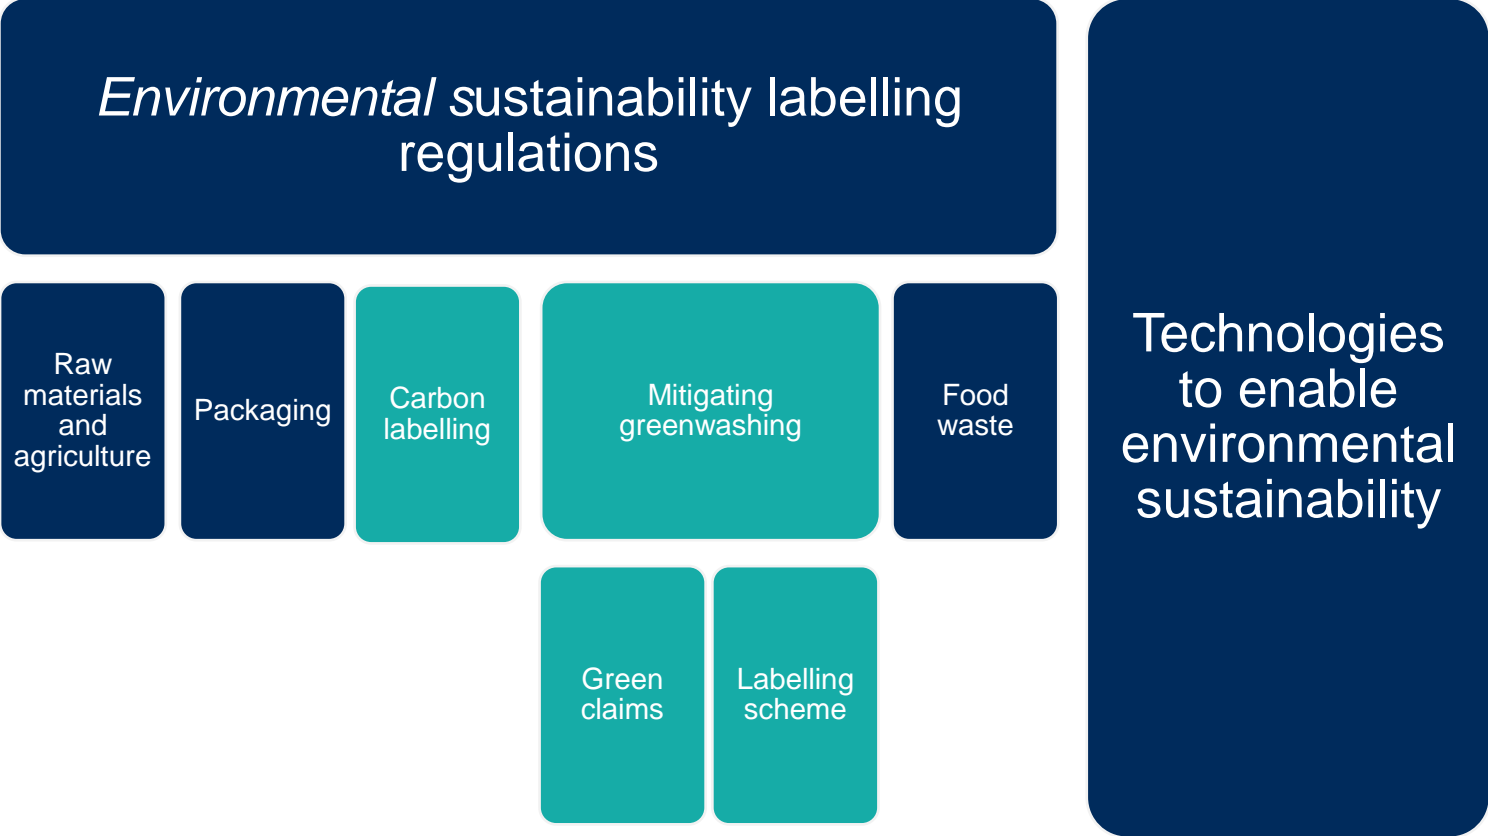 Environmental sustainability labelling
regulations
Raw
materials
and
agriculture
Packaging
Carbon
labelling
Mitigating
greenwashing
Food
waste
Green
claims
Labelling
scheme
Technologies
to enable
environmental
sustainability